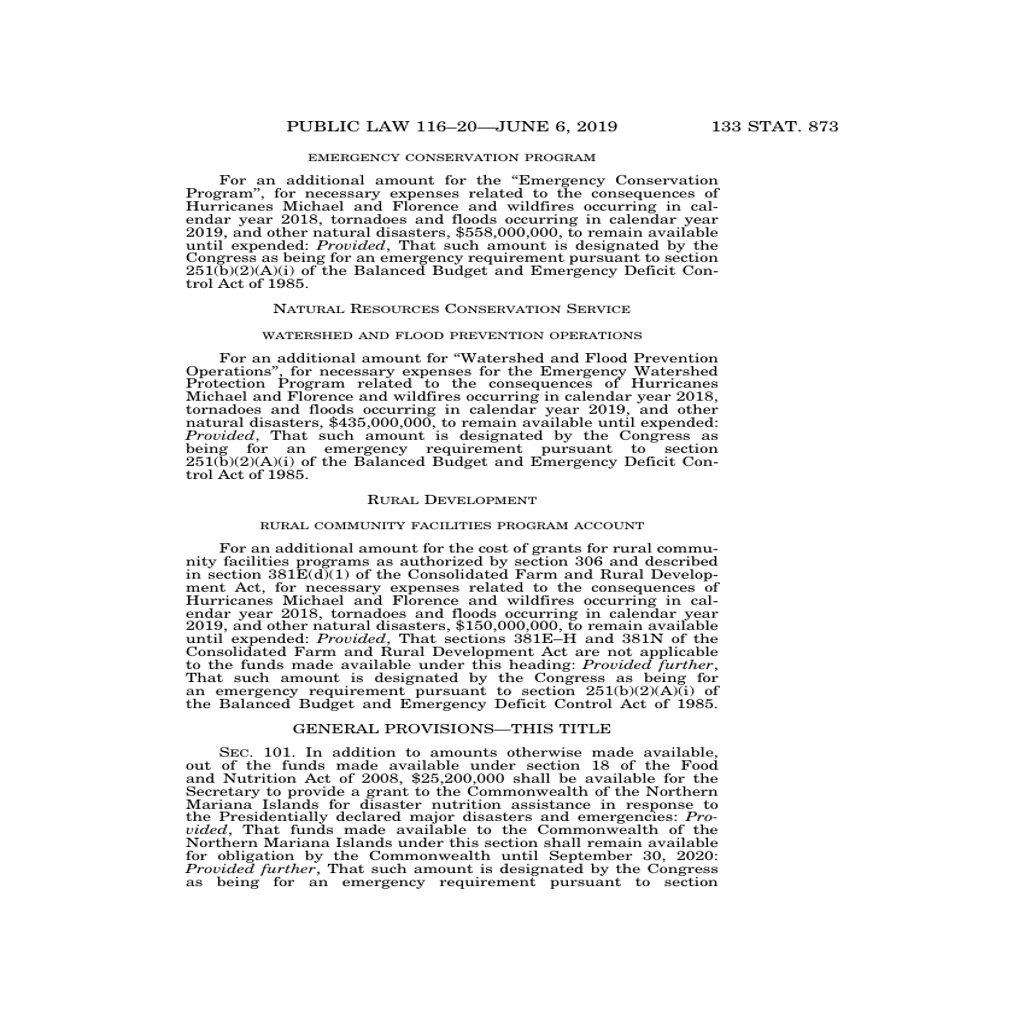 PUBLIC LAW 116–20—JUNE 6, 2019 133 STAT. 873
EMERGENCY CONSERVATION PROGRAM
For an additional amount for the “Emergency Conservation
Program”, for necessary expenses related to the consequences of
Hurricanes Michael and Florence and wildfires occurring in cal-
endar year 2018, tornadoes and floods occurring in calendar year
2019, and other natural disasters, $558,000,000, to remain available
until expended: Provided, That such amount is designated by the
Congress as being for an emergency requirement pursuant to section
251(b)(2)(A)(i) of the Balanced Budget and Emergency Deficit Con-
trol Act of 1985.
NATURAL RESOURCES CONSERVATION SERVICE
WATERSHED AND FLOOD PREVENTION OPERATIONS
For an additional amount for “Watershed and Flood Prevention
Operations”, for necessary expenses for the Emergency Watershed
Protection Program related to the consequences of Hurricanes
Michael and Florence and wildfires occurring in calendar year 2018,
tornadoes and floods occurring in calendar year 2019, and other
natural disasters, $435,000,000, to remain available until expended:
Provided, That such amount is designated by the Congress as
being for an emergency requirement pursuant to section
251(b)(2)(A)(i) of the Balanced Budget and Emergency Deficit Con-
trol Act of 1985.
RURAL DEVELOPMENT
RURAL COMMUNITY FACILITIES PROGRAM ACCOUNT
For an additional amount for the cost of grants for rural commu-
nity facilities programs as authorized by section 306 and described
in section 381E(d)(1) of the Consolidated Farm and Rural Develop-
ment Act, for necessary expenses related to the consequences of
Hurricanes Michael and Florence and wildfires occurring in cal-
endar year 2018, tornadoes and floods occurring in calendar year
2019, and other natural disasters, $150,000,000, to remain available
until expended: Provided, That sections 381E–H and 381N of the
Consolidated Farm and Rural Development Act are not applicable
to the funds made available under this heading: Provided further,
That such amount is designated by the Congress as being for
an emergency requirement pursuant to section 251(b)(2)(A)(i) of
the Balanced Budget and Emergency Deficit Control Act of 1985.
GENERAL PROVISIONS—THIS TITLE
SEC. 101. In addition to amounts otherwise made available,
out of the funds made available under section 18 of the Food
and Nutrition Act of 2008, $25,200,000 shall be available for the
Secretary to provide a grant to the Commonwealth of the Northern
Mariana Islands for disaster nutrition assistance in response to
the Presidentially declared major disasters and emergencies: Pro-
vided, That funds made available to the Commonwealth of the
Northern Mariana Islands under this section shall remain available
for obligation by the Commonwealth until September 30, 2020:
Provided further, That such amount is designated by the Congress
as being for an emergency requirement pursuant to section